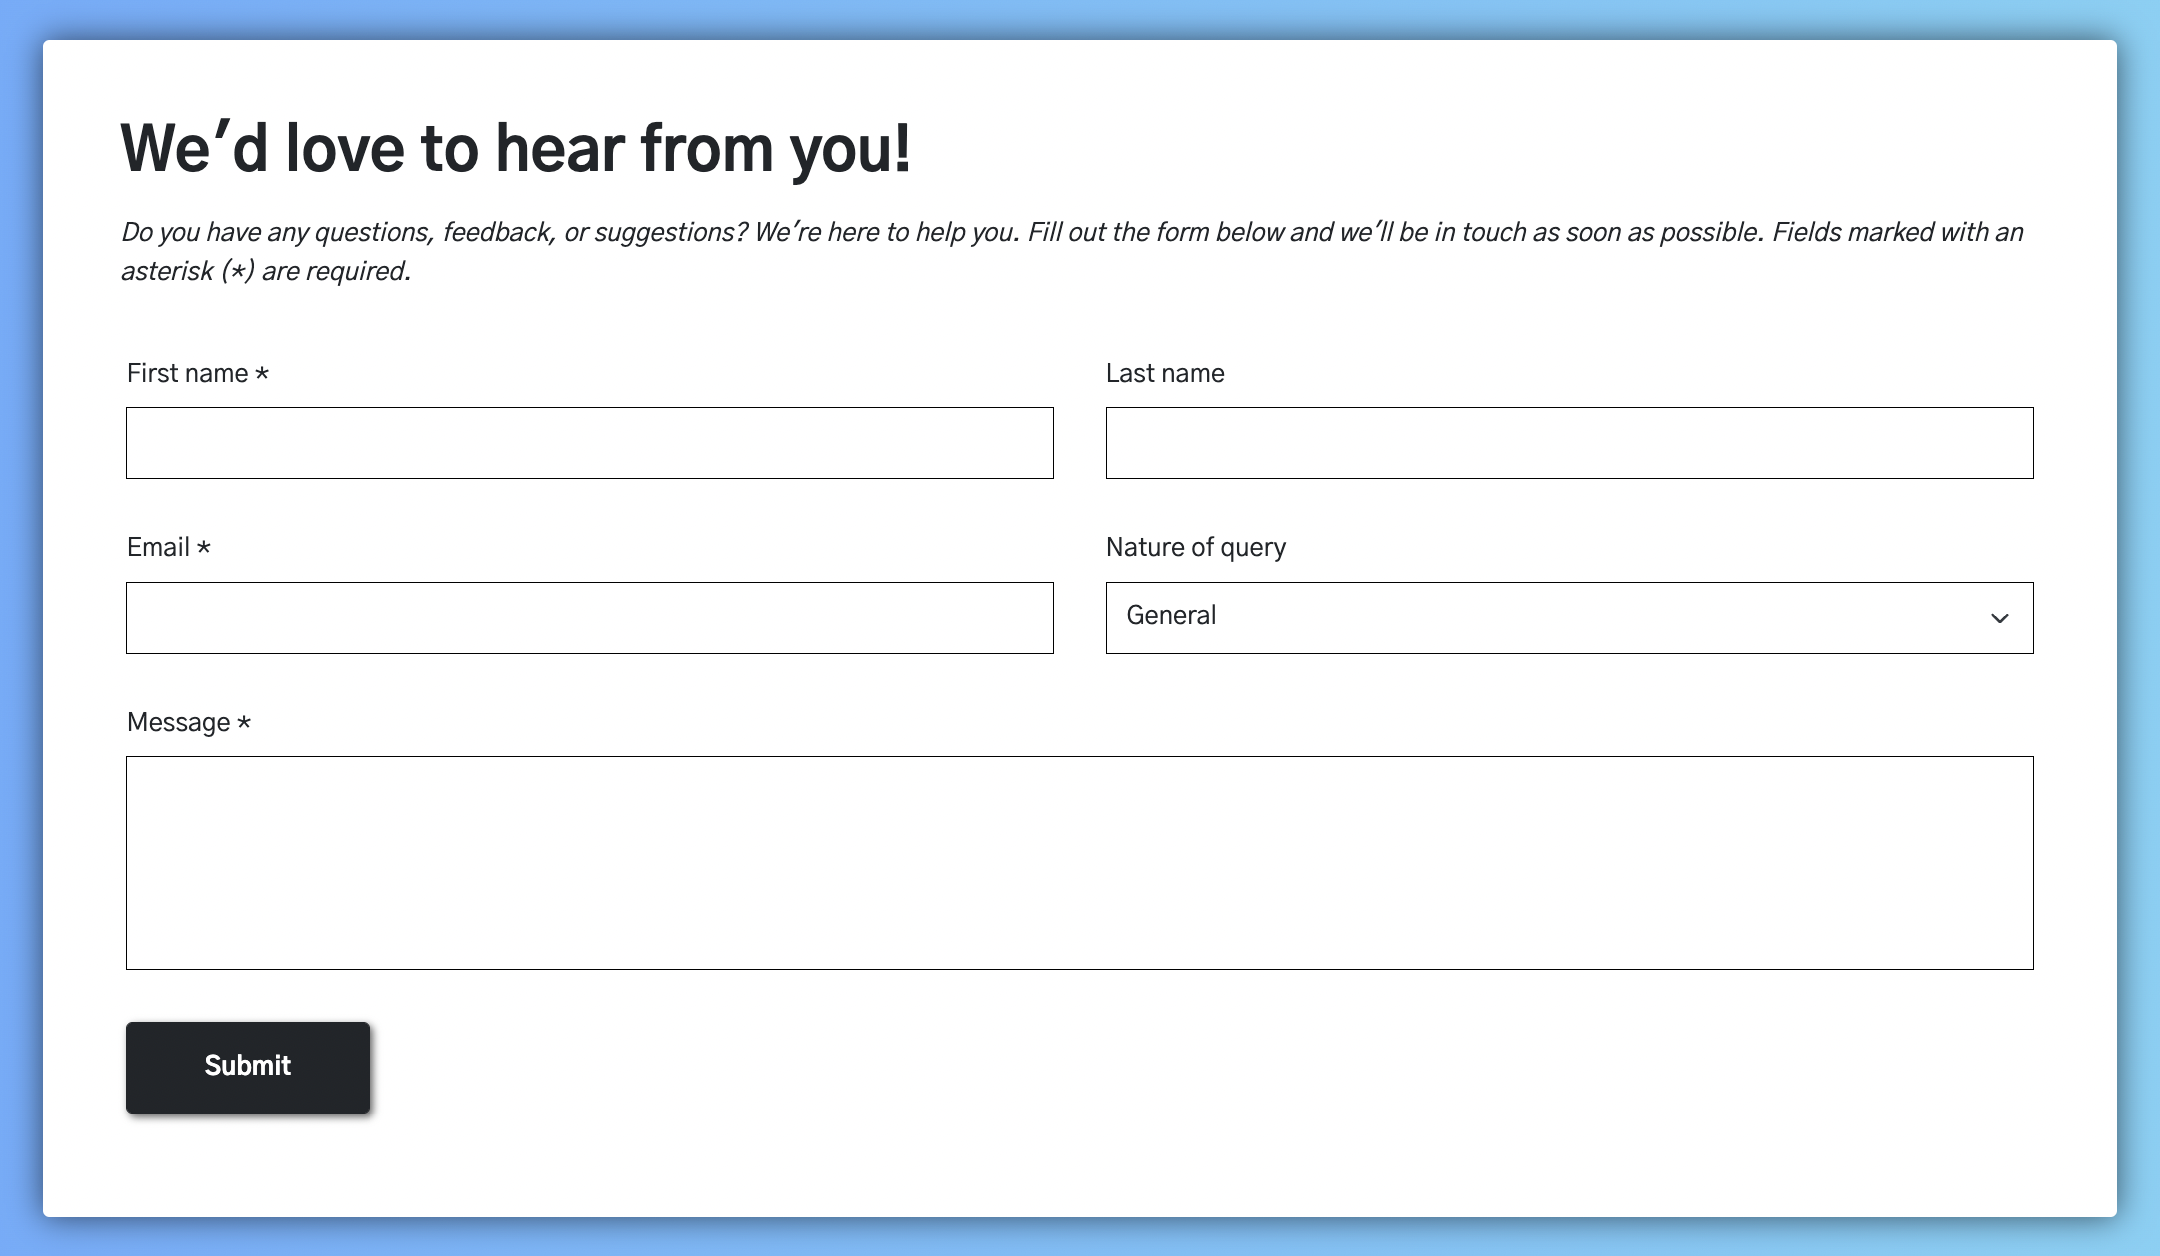 We’d love to hear from you!
Do you have any questions, feedback, or suggestions? We’re here to help you. Fill out the form below and we’ll be in touch as soon as possible. Fields marked with an
asterisk (*) are required.
First name *
Last name
Email *
Nature of query
General
Message *
Submit